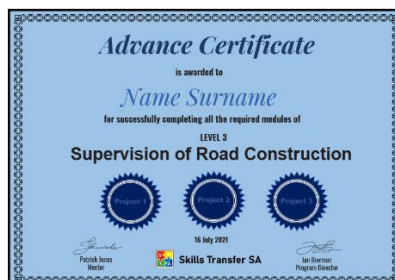 Advance Certificate
is awarded to
Name Surname
for successfully completing all the required modules of
LEVEL 3
Supervision of Road Construction
Project 1 Project 2 Project 3
16 July 2021
Skills Transfer SA
Patrick Jones
Mentor
Jan Bierman
Program Director